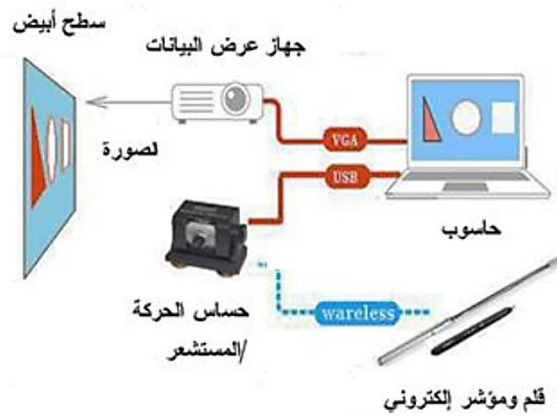 سطح أبيض
جهاز عرض البيانات
لصورة
VGA
USB
حاسوب
حساس الحركة
/المستشعر
wareless
قلم ومؤشر إلكتروني